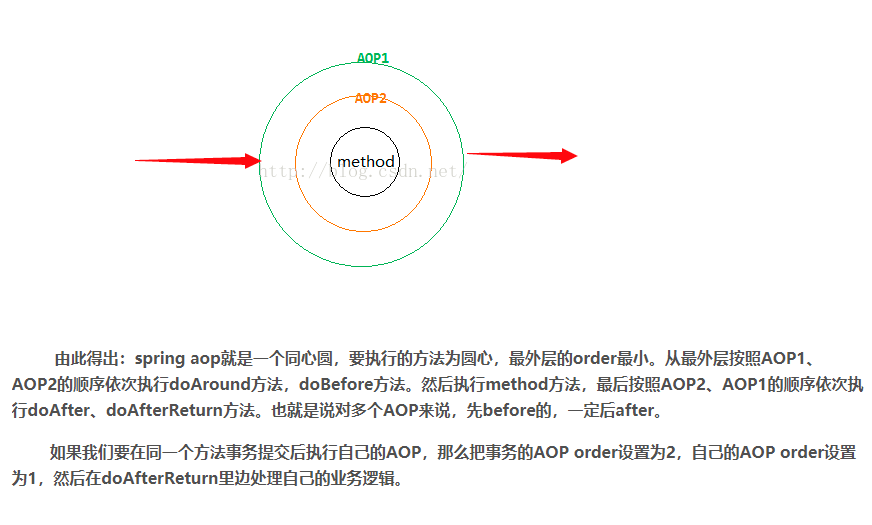 AOP1
AOP2
method
http://blog.csdn.net/
由此得出：spring aop就是一个同心圆，要执行的方法为圆心，最外层的order最小。从最外层按照AOP1、
AOP2的顺序依次执行doAround方法，doBefore方法。然后执行method方法，最后按照AOP2、AOP1的顺序依次执
行doAfter、doAfterReturn方法。也就是说对多个AOP来说，先before的，一定后after。
如果我们要在同一个方法事务提交后执行自己的AOP，那么把事务的AOP order设置为2，自己的AOP order设置
为1，然后在doAfterReturn里边处理自己的业务逻辑。